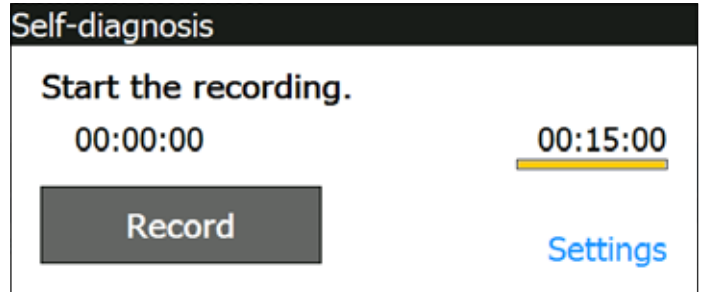 Self-diagnosis
Start the recording.
00:00:00 00:15:00
Record
Settings